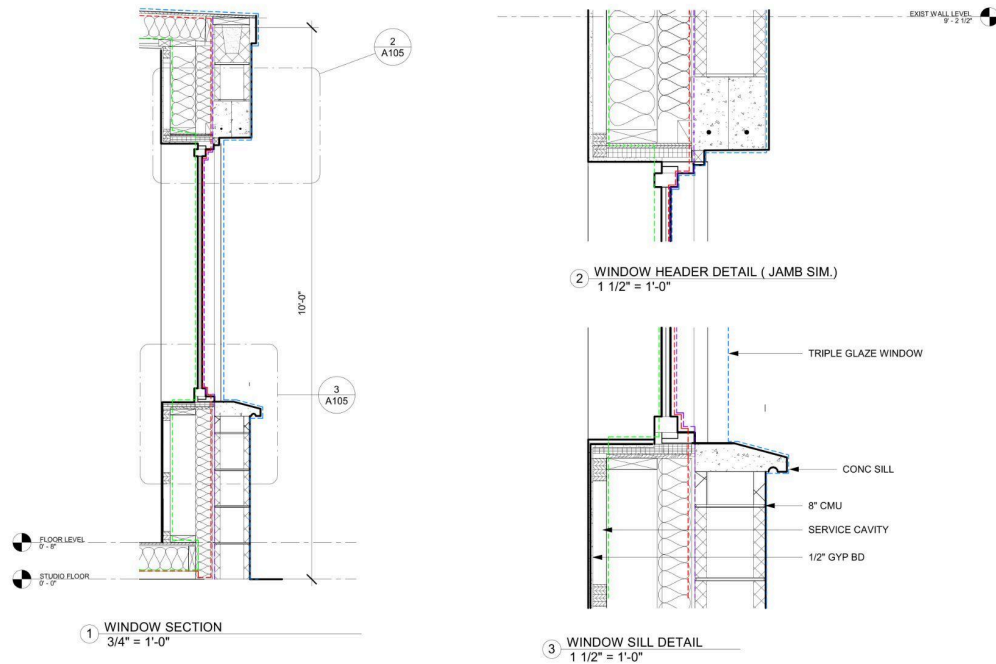 2
A105
10'-0"
3
A105
FLOOR LEVEL
0' - 8"
STUDIO FLOOR
0' - 0"
1
WINDOW SECTION
3/4" = 1'-0"
EXIST WALL LEVEL
9' - 2 1/2"
2
WINDOW HEADER DETAIL ( JAMB SIM.)
1 1/2" = 1'-0"
TRIPLE GLAZE WINDOW
CONC SILL
8" CMU
SERVICE CAVITY
1/2" GYP BD
3
WINDOW SILL DETAIL
1 1/2" = 1'-0"